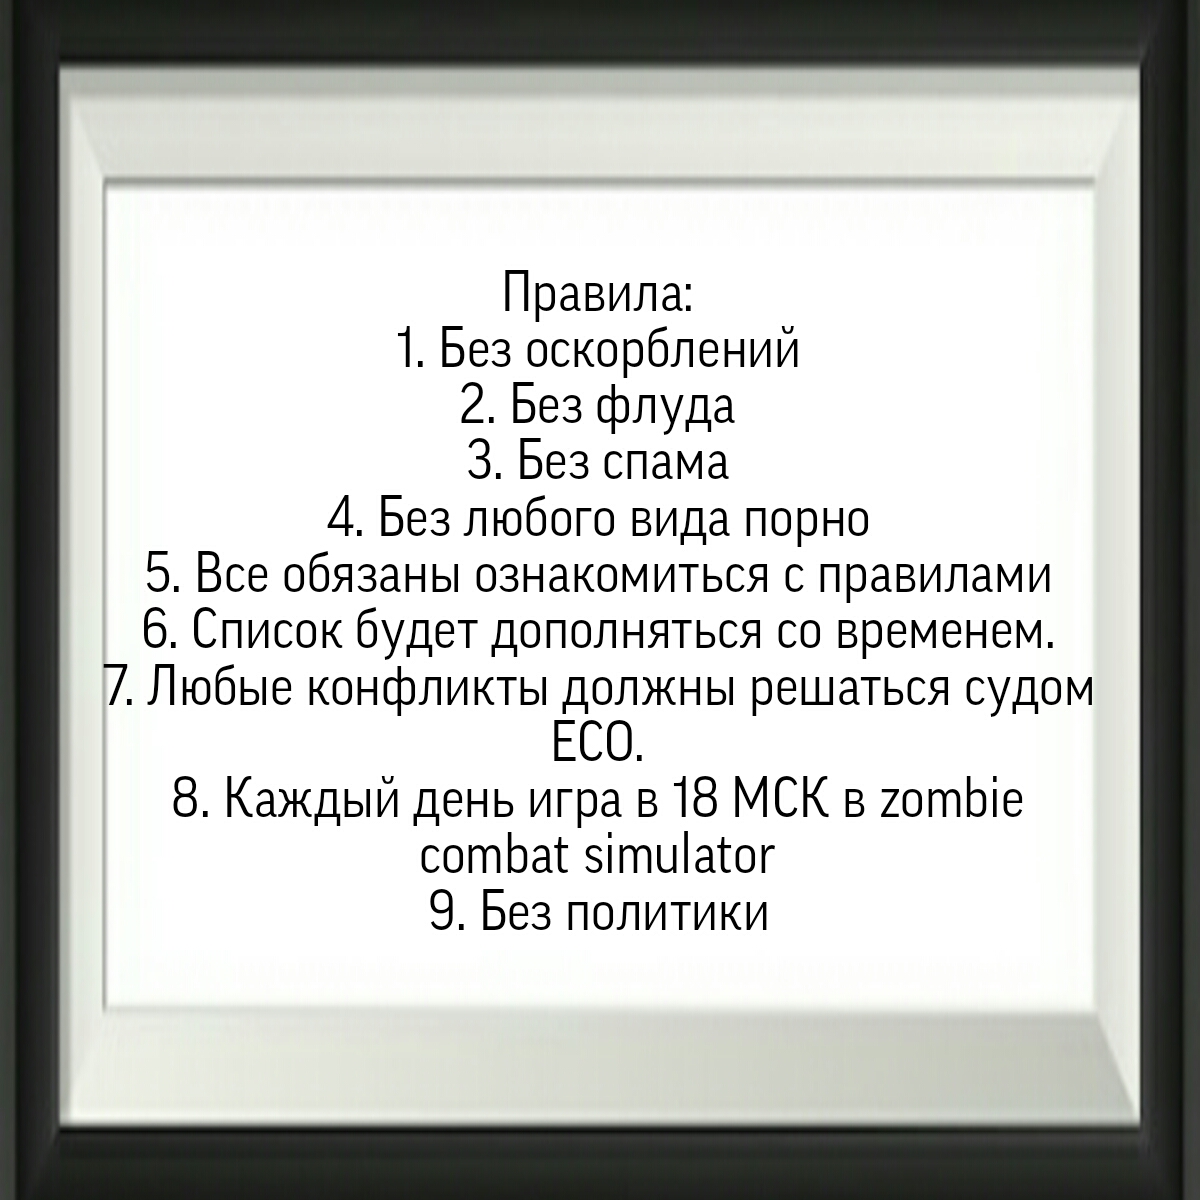 Правила:
1. Без оскорблений
2. Без флуда
3. Без спама
4. Без любого вида порно
5. Все обязаны ознакомиться с правилами
6. Список будет дополняться со временем.
7. Любые конфликты должны решаться судом
ЕСО.
8. Каждый день игра в 18 МСК в zombie
combat simulator
9. Без политики